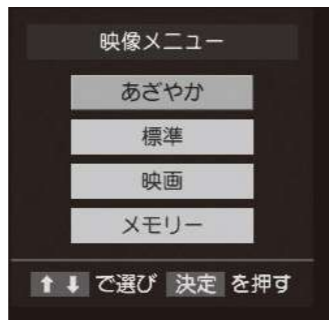 映像メニュー
あざやか
標準
映画
メモリー
⬆⬇ で選び 決定 を押す